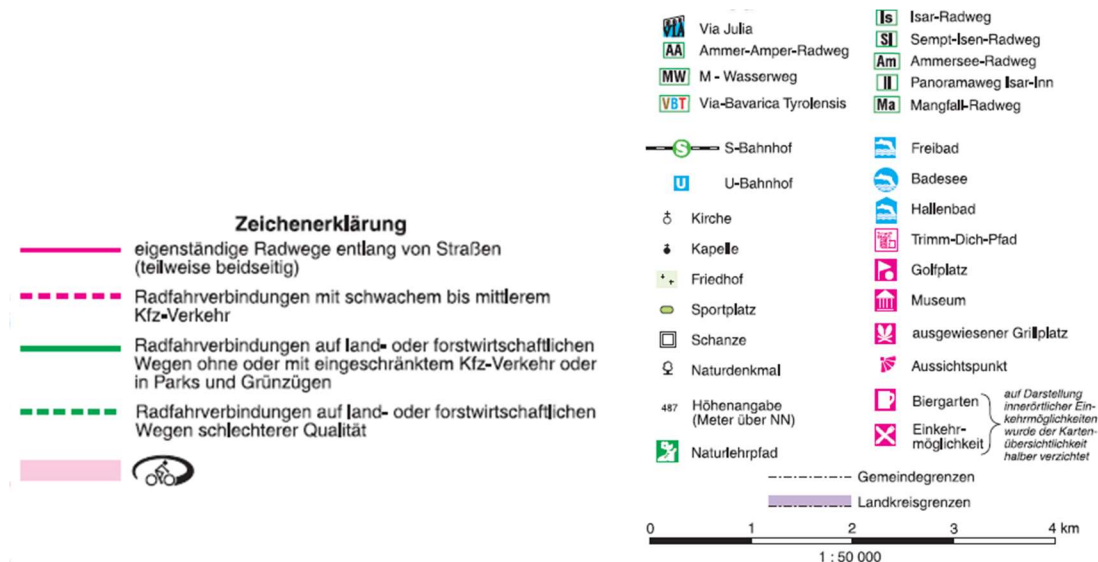 Zeichenerklärung
eigenständige Radwege entlang von Straßen
(teilweise beidseitig)
Radfahrverbindungen mit schwachem bis mittlerem
Kfz-Verkehr
Radfahrverbindungen auf land- oder forstwirtschaftlichen
Wegen ohne oder mit eingeschränktem Kfz-Verkehr oder
in Parks und Grünzügen
Radfahrverbindungen auf land- oder forstwirtschaftlichen
Wegen schlechterer Qualität
VIA Via Julia
AA Ammer-Amper-Radweg
MW M - Wasserweg
VBT Via-Bavarica Tyrolensis
S S-Bahnhof
U U-Bahnhof
Kirche
Kapelle
Friedhof
Sportplatz
Schanze
Naturdenkmal
487 Höhenangabe
(Meter über NN)
Naturlehrpfad
Is Isar-Radweg
SI Sempt-Isen-Radweg
Am Ammersee-Radweg
II Panoramaweg Isar-Inn
Ma Mangfall-Radweg
Freibad
Badesee
Hallenbad
Trimm-Dich-Pfad
Golfplatz
Museum
ausgewiesener Grillplatz
Aussichtspunkt
Biergarten
Einkehr-
möglichkeit
auf Darstellung
innerörtlicher Ein-
kehrmöglichkeiten
wurde der Karten-
übersichtlichkeit
halber verzichtet
Gemeindegrenzen
Landkreisgrenzen
0 1 2 3 4 km
1 : 50 000